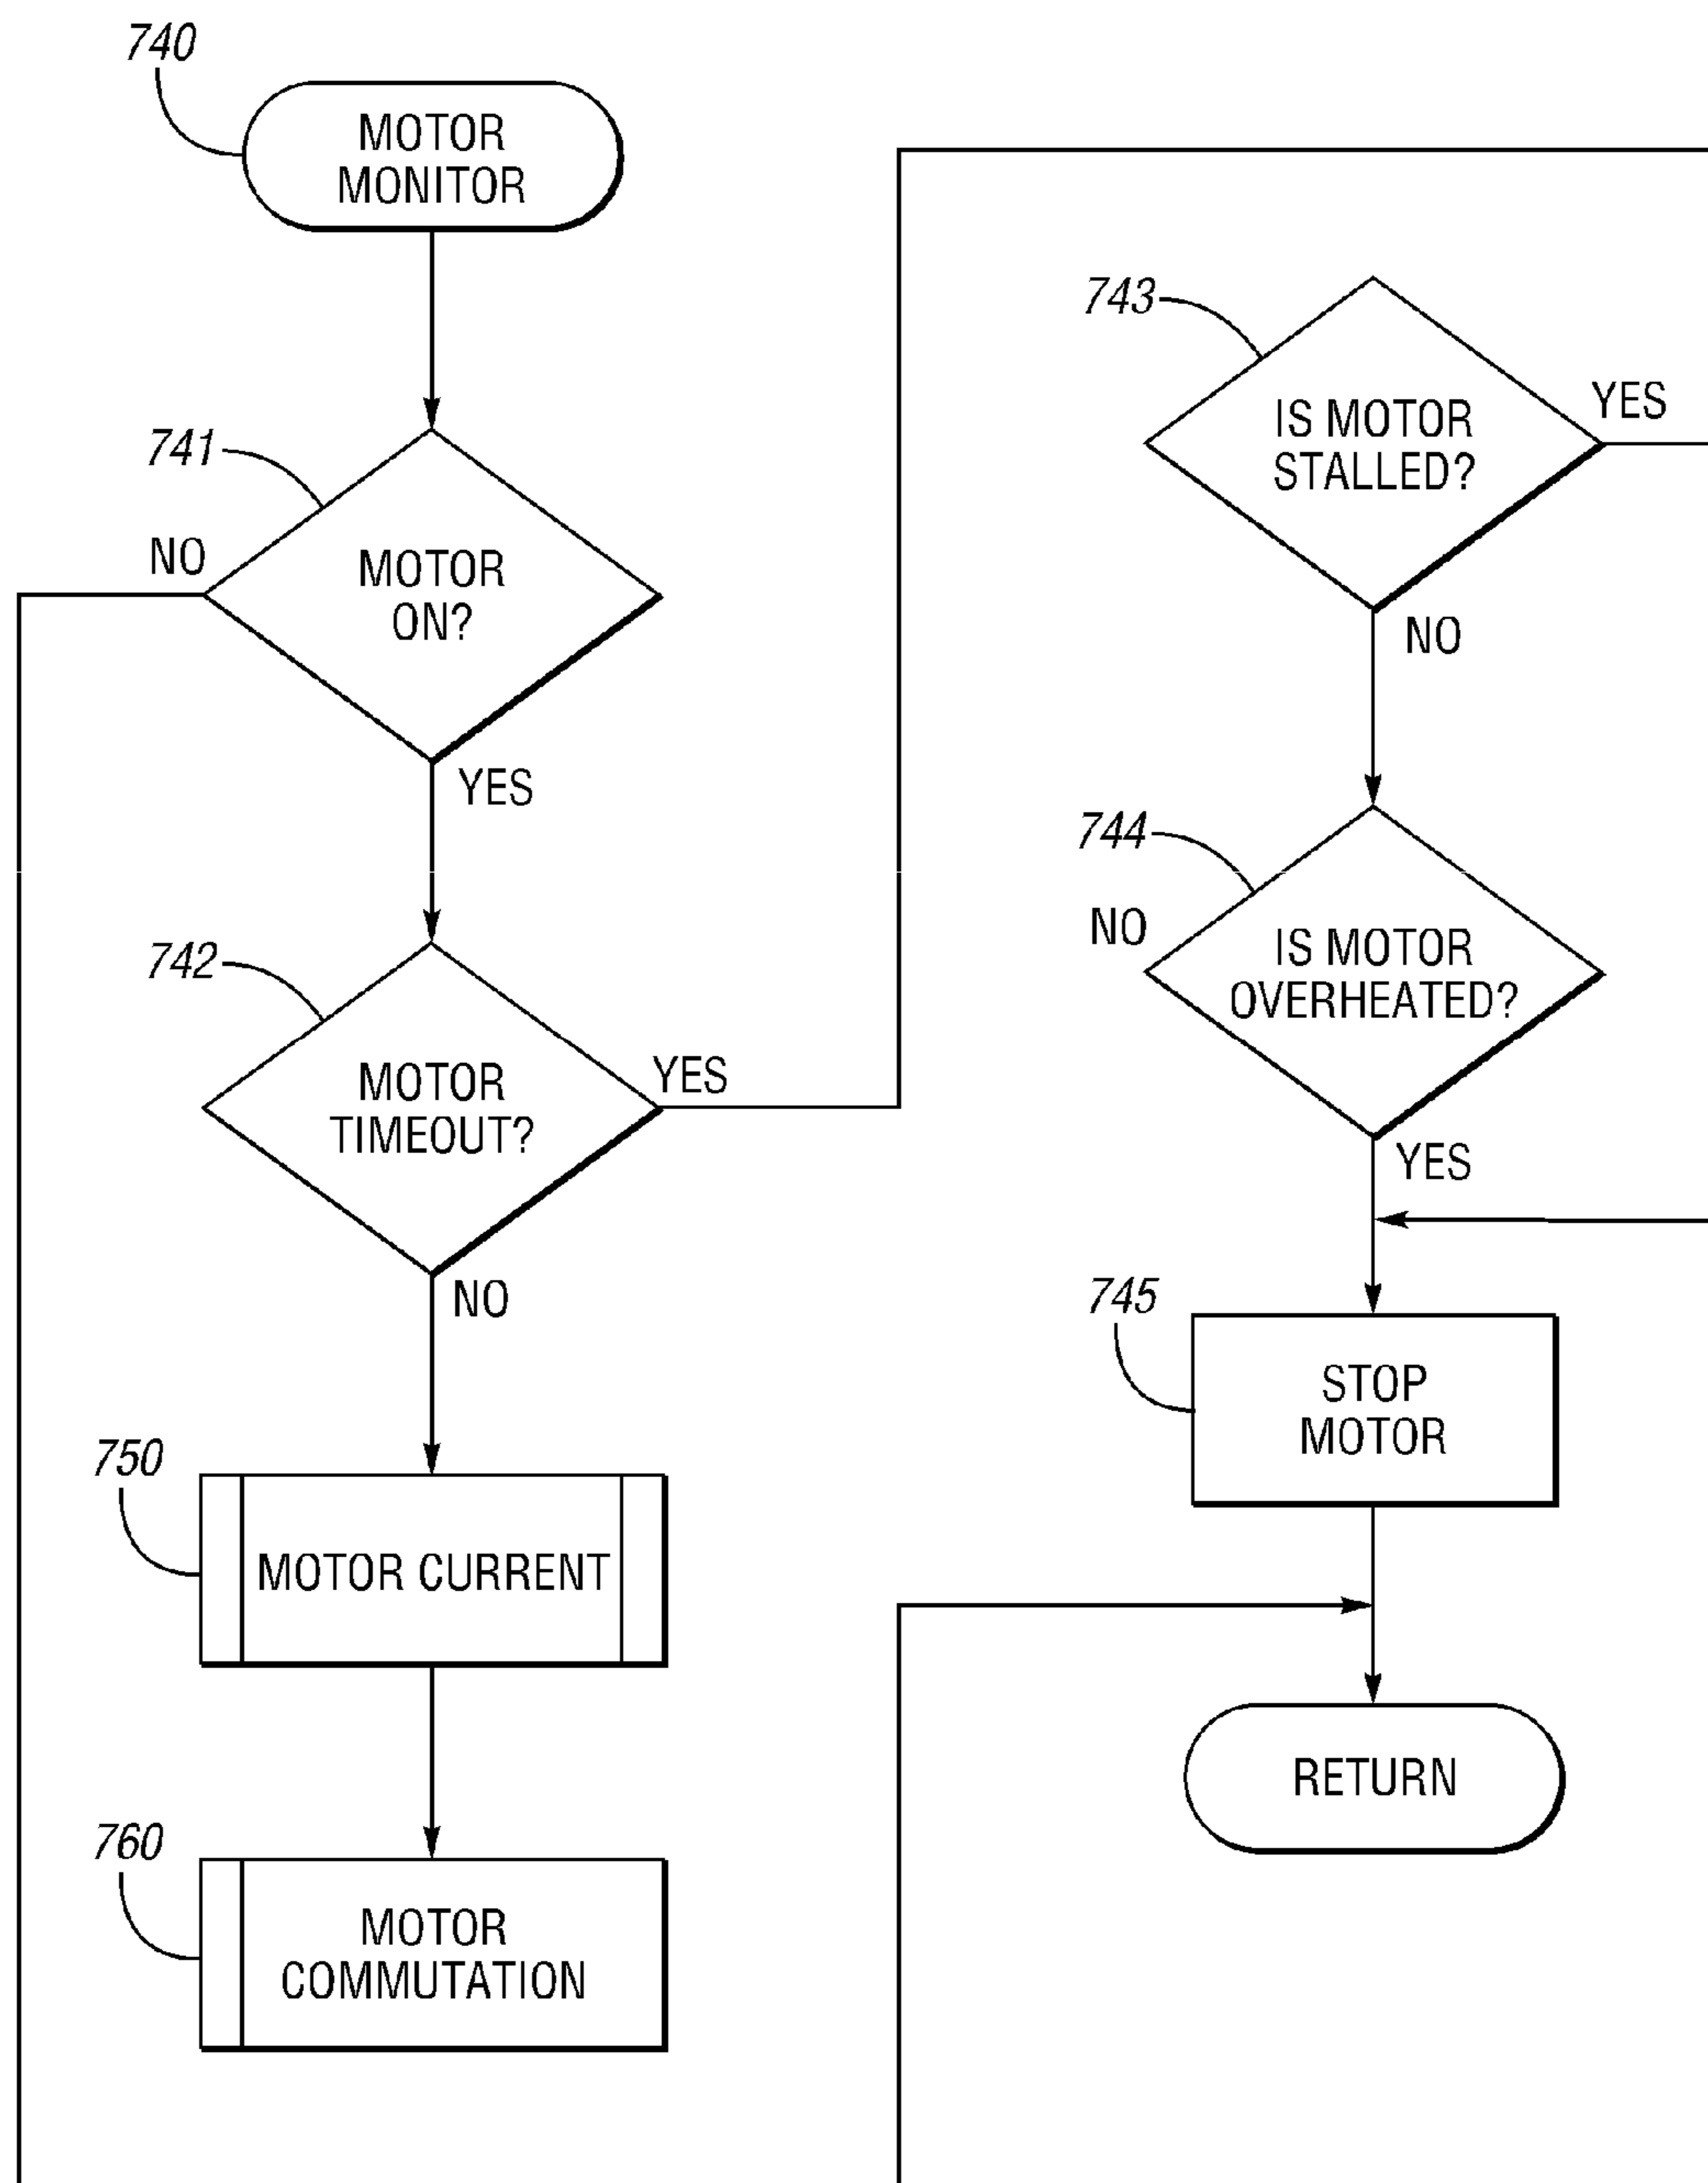 740
MOTOR
MONITOR
741
NO
MOTOR
ON?
YES
742
MOTOR
TIMEOUT?
YES
NO
750
MOTOR CURRENT
760
MOTOR
COMMUTATION
743
IS MOTOR
STALLED?
YES
NO
744
NO
IS MOTOR
OVERHEATED?
YES
745
STOP
MOTOR
RETURN